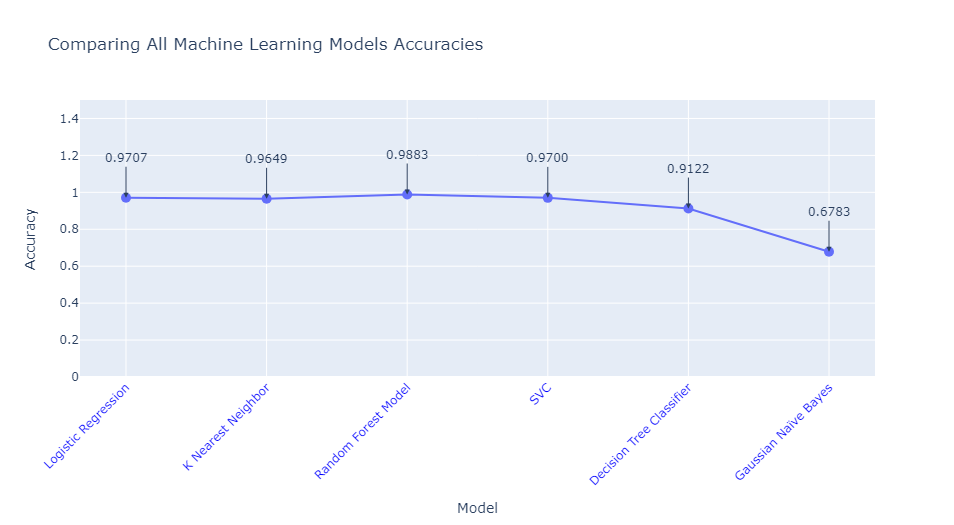 Comparing All Machine Learning Models Accuracies
1.4
1.2
1
0.8
0.6
0.4
0.2
0
Accuracy
0.9707
0.9649
0.9883
0.9700
0.9122
0.6783
Logistic Regression
K Nearest Neighbor
Random Forest Model
SVC
Decision Tree Classifier
Gaussian Naïve Bayes
Model